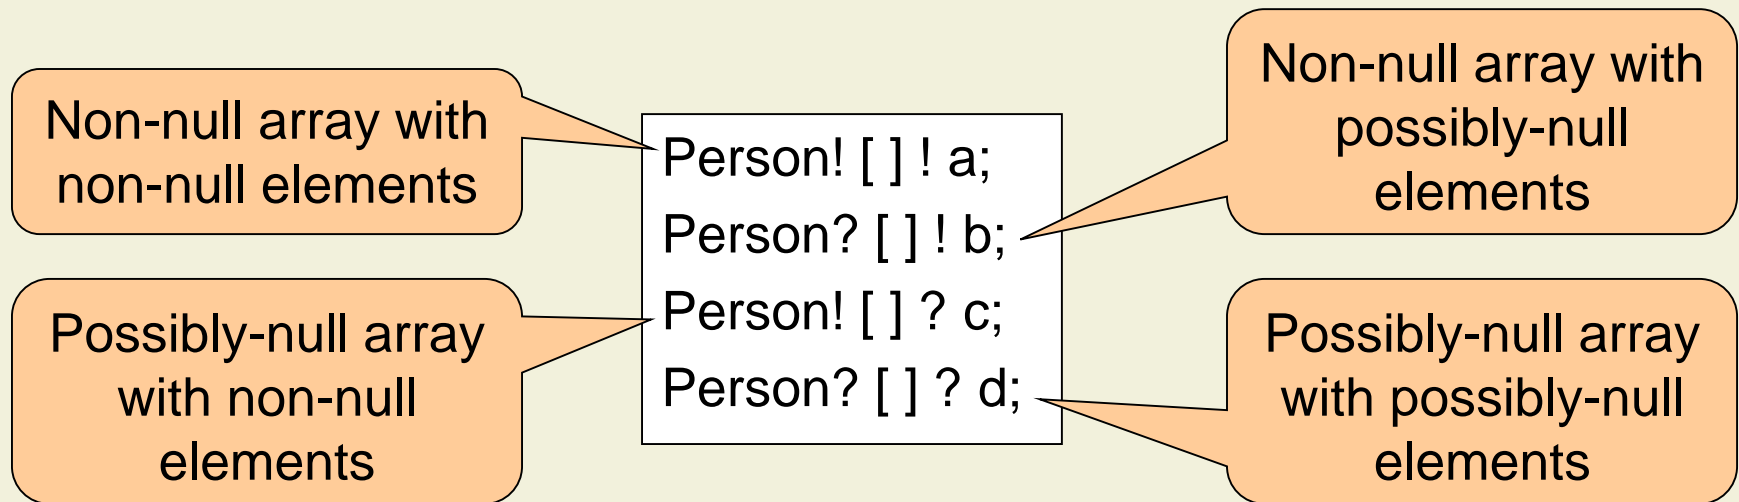 Non-null array with
non-null elements
Possibly-null array
with non-null
elements
Person! [ ] ! a;
Person? [ ] ! b;
Person! [ ] ? c;
Person? [ ] ? d;
Non-null array with
possibly-null
elements
Possibly-null array
with possibly-null
elements